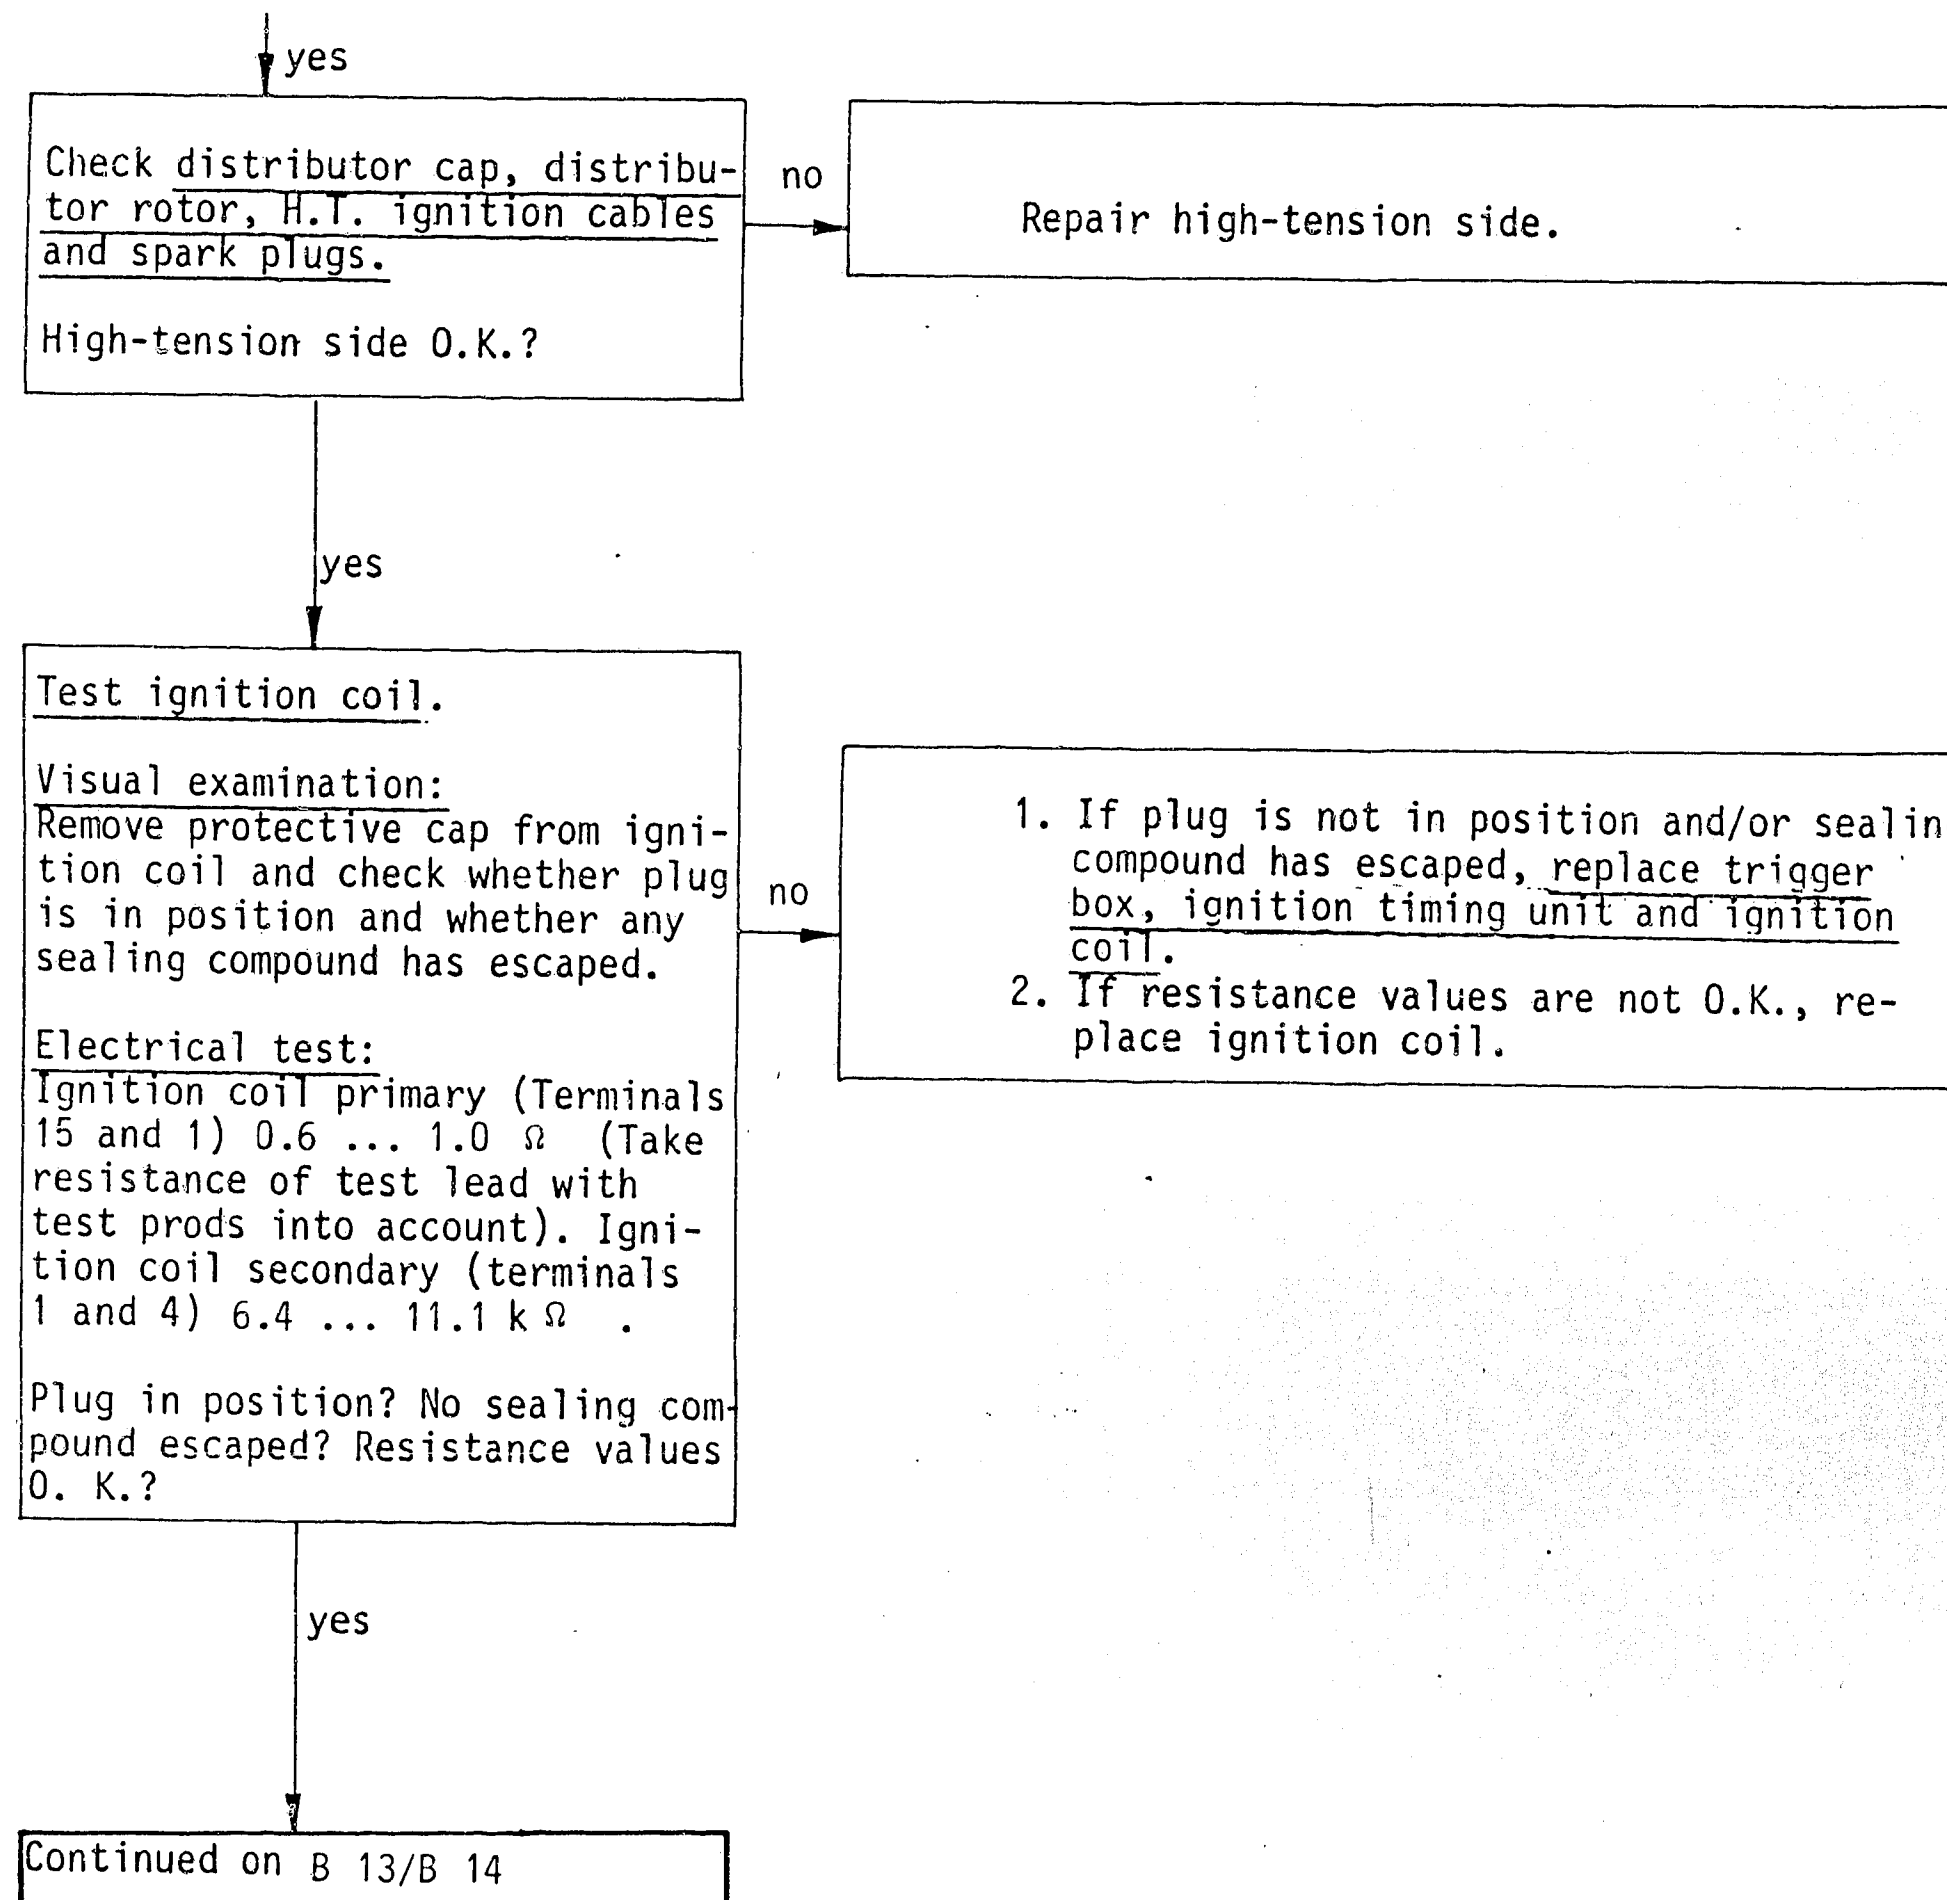 yes
Check distributor cap, distribu-
tor rotor, H.T. ignition cables
and spark plugs.
High-tension side O.K.?
no
Repair high-tension side.
yes
Test ignition coil.
Visual examination:
Remove protective cap from igni-
tion coil and check whether plug
is in position and whether any
sealing compound has escaped.
Electrical test:
Ignition coil primary (Terminals
15 and 1) 0.6 ... 1.0 Ω (Take
resistance of test lead with
test prods into account). Igni-
tion coil secondary (terminals
1 and 4) 6.4 ... 11.1 k Ω .
Plug in position? No sealing com-
pound escaped? Resistance values
O. K.?
no
1. If plug is not in position and/or sealin
compound has escaped, replace trigger
box, ignition timing unit and ignition
coil.
2. If resistance values are not O.K., re-
place ignition coil.
yes
Continued on B 13/B 14